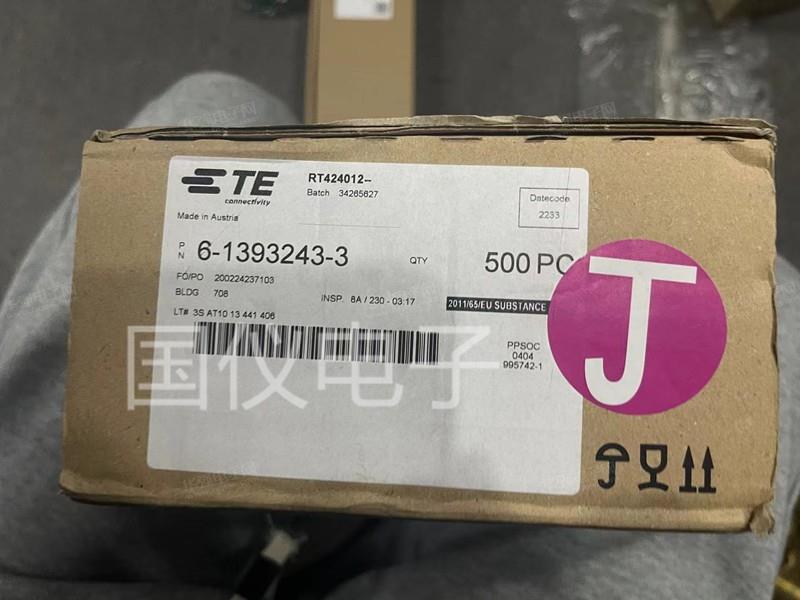 TE
connectivity
RT424012--
Batch 34265627
Datecode
2233
Made in Austria
PN 6-1393243-3
QTY 500 PC
FO/PO 200224237103
BLDG 708
INSP. 8A / 230 - 03:17
2011/65/EU SUBSTANCE
LT# 3S AT10 13 441 406
PPSOC
0404
995742-1
J
国仪电子